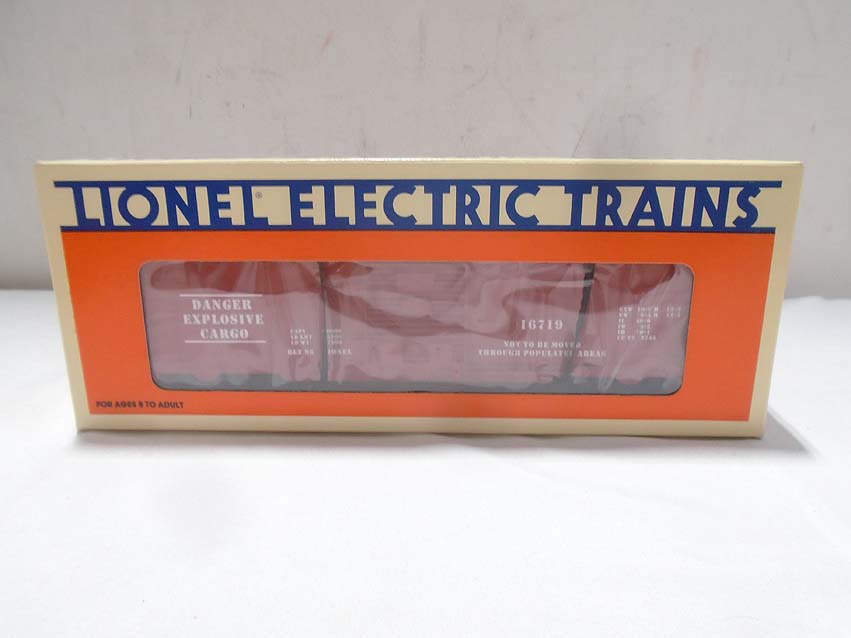 LIONEL® ELECTRIC TRAINS
DANGER
EXPLOSIVE
CARGO
16719
NOT TO BE MOVED
THROUGH POPULATED AREAS
FOR AGES 8 TO ADULT